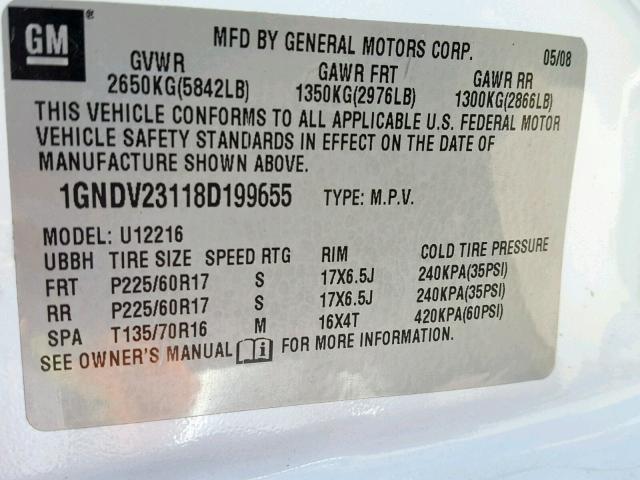 GM
MFD BY GENERAL MOTORS CORP. 05/08
GVWR GAWR FRT GAWR RR
2650KG(5842LB) 1350KG(2976LB) 1300KG(2866LB)
THIS VEHICLE CONFORMS TO ALL APPLICABLE U.S. FEDERAL MOTOR
VEHICLE SAFETY STANDARDS IN EFFECT ON THE DATE OF
MANUFACTURE SHOWN ABOVE.
1GNDV23118D199655 TYPE: M.P.V.
MODEL: U12216
UBBH TIRE SIZE SPEED RTG RIM COLD TIRE PRESSURE
FRT P225/60R17 S 17X6.5J 240KPA(35PSI)
RR P225/60R17 S 17X6.5J 240KPA(35PSI)
SPA T135/70R16 M 16X4T 420KPA(60PSI)
SEE OWNER'S MANUAL i FOR MORE INFORMATION.